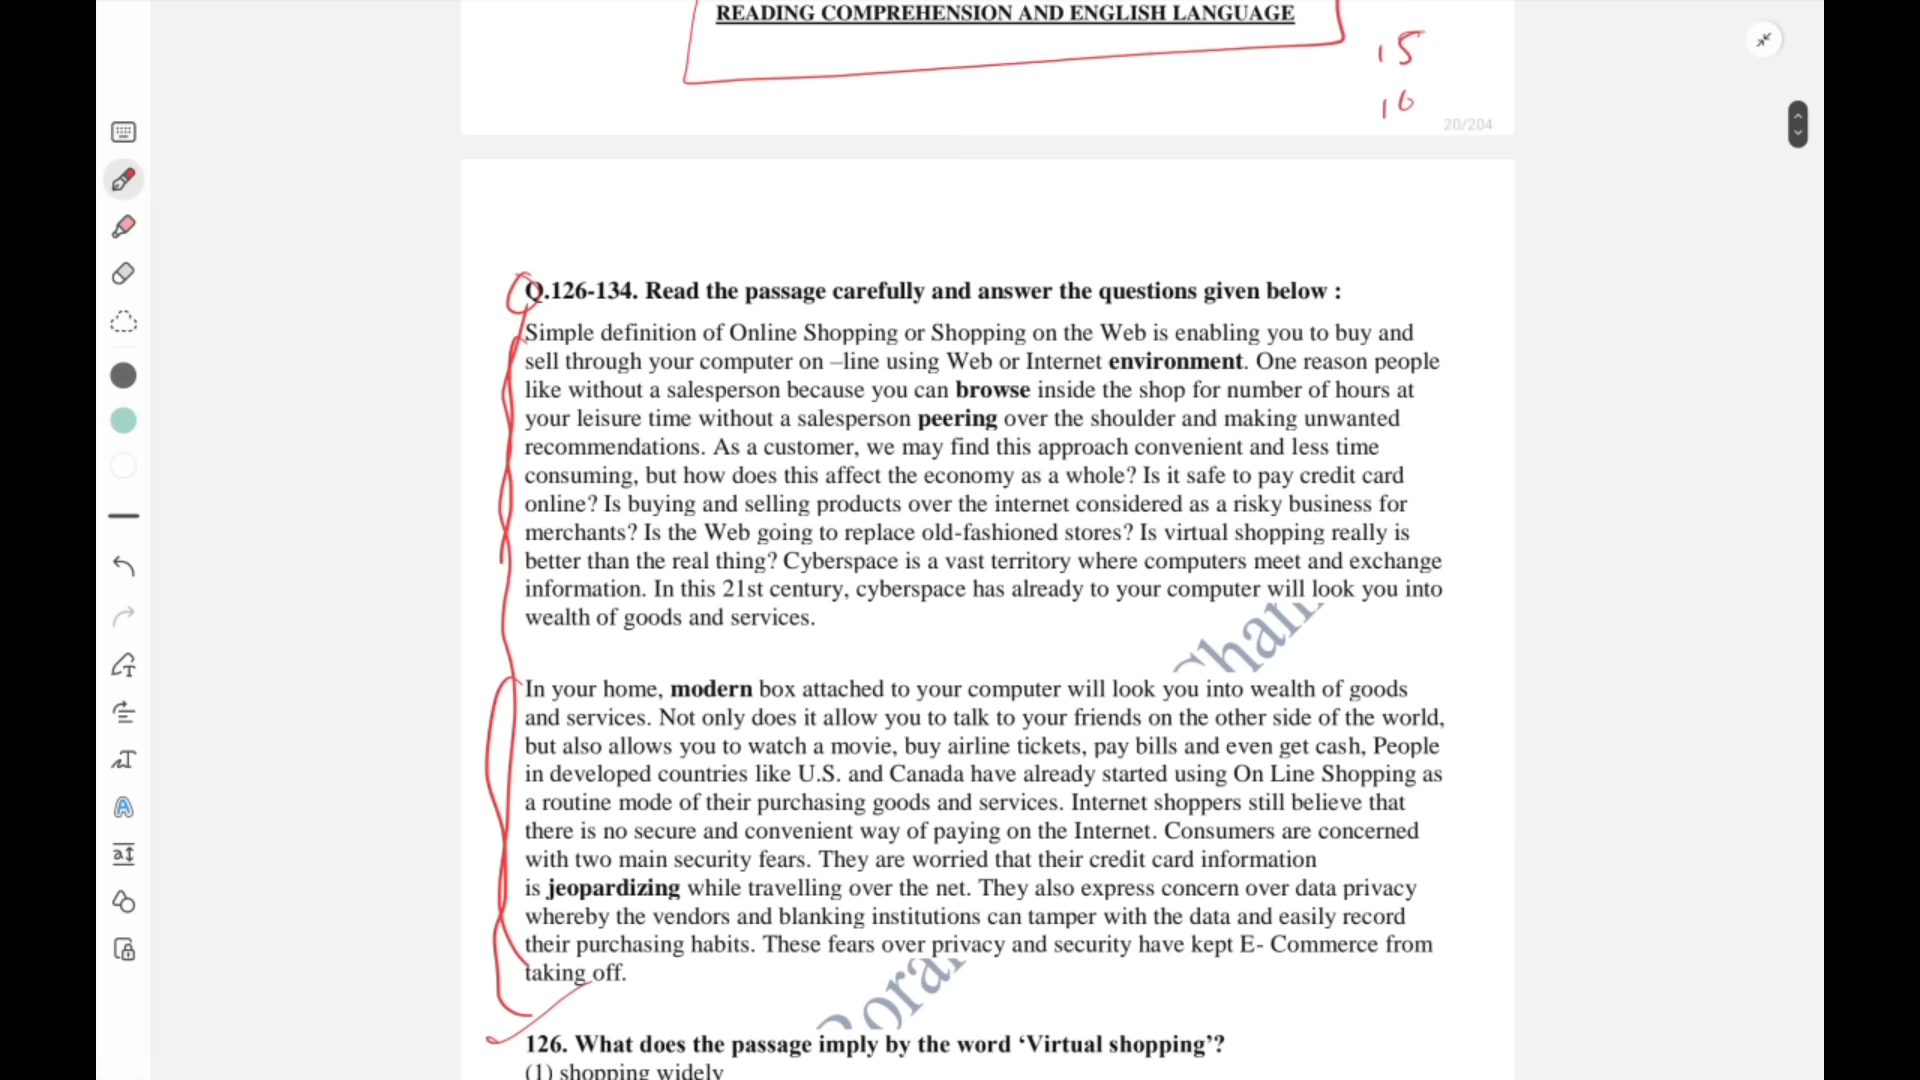 READING COMPREHENSION AND ENGLISH LANGUAGE
15
10
20/204
Q.126-134. Read the passage carefully and answer the questions given below :
Simple definition of Online Shopping or Shopping on the Web is enabling you to buy and
sell through your computer on –line using Web or Internet environment. One reason people
like without a salesperson because you can browse inside the shop for number of hours at
your leisure time without a salesperson peering over the shoulder and making unwanted
recommendations. As a customer, we may find this approach convenient and less time
consuming, but how does this affect the economy as a whole? Is it safe to pay credit card
online? Is buying and selling products over the internet considered as a risky business for
merchants? Is the Web going to replace old-fashioned stores? Is virtual shopping really is
better than the real thing? Cyberspace is a vast territory where computers meet and exchange
information. In this 21st century, cyberspace has already to your computer will look you into
wealth of goods and services.
In your home, modern box attached to your computer will look you into wealth of goods
and services. Not only does it allow you to talk to your friends on the other side of the world,
but also allows you to watch a movie, buy airline tickets, pay bills and even get cash, People
in developed countries like U.S. and Canada have already started using On Line Shopping as
a routine mode of their purchasing goods and services. Internet shoppers still believe that
there is no secure and convenient way of paying on the Internet. Consumers are concerned
with two main security fears. They are worried that their credit card information
is jeopardizing while travelling over the net. They also express concern over data privacy
whereby the vendors and blanking institutions can tamper with the data and easily record
their purchasing habits. These fears over privacy and security have kept E- Commerce from
taking off.
126. What does the passage imply by the word ‘Virtual shopping’?
(1) shopping widely